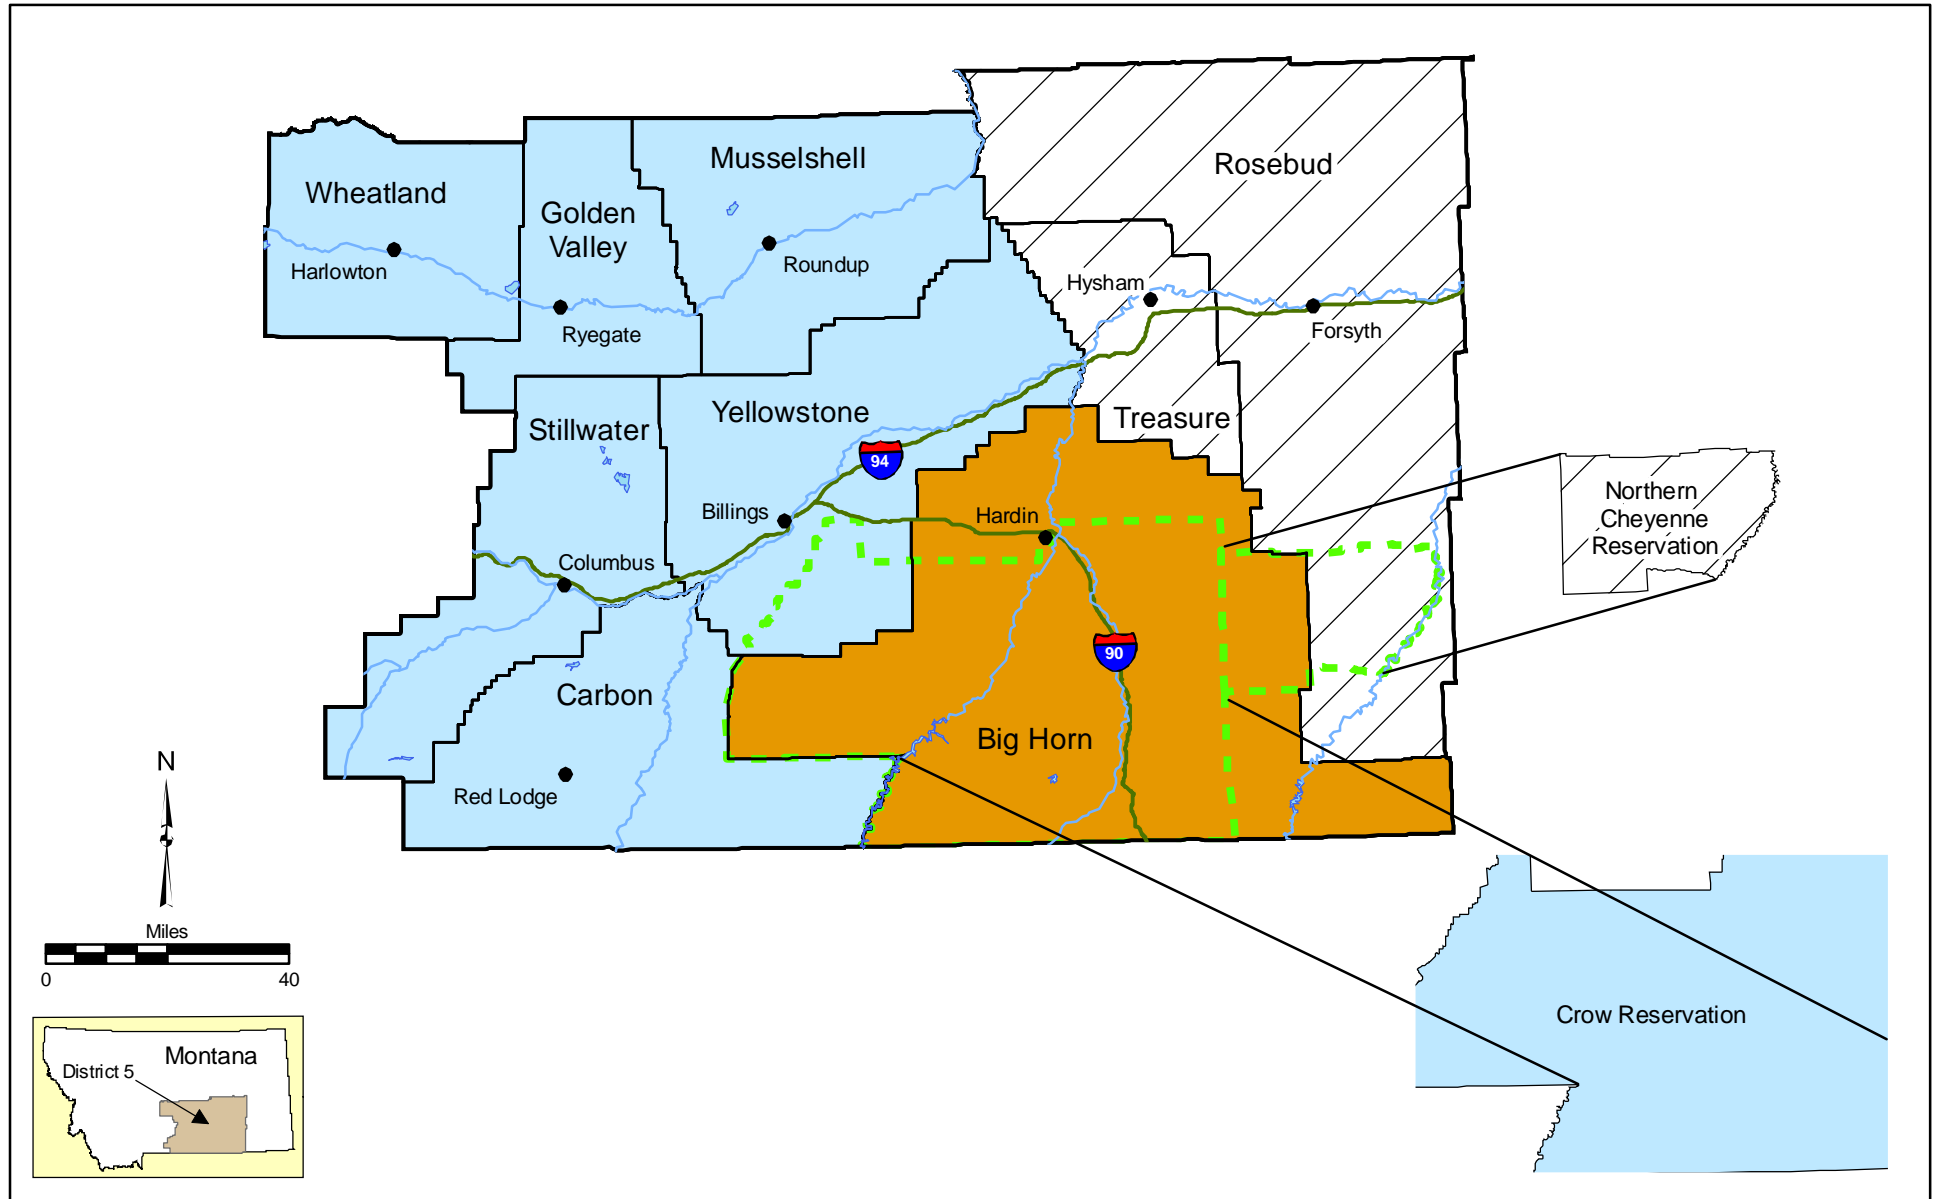 Musselshell
Rosebud
Wheatland
Golden
Valley
Harlowton
Roundup
Hysham
Ryegate
Forsyth
Yellowstone
Treasure
Stillwater
94
Billings
Hardin
Northern
Cheyenne
Reservation
Columbus
90
Carbon
Big Horn
Red Lodge
N
Miles
0
40
Crow Reservation
Montana
District 5